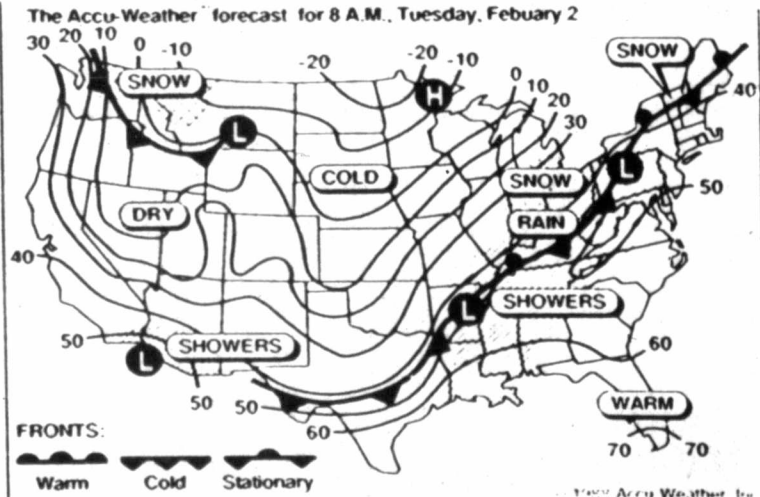 The Accu-Weather forecast for 8 A.M., Tuesday, Febuary 2
30 20 10 0 -10 -20 -20 -10 0 10 20 30
SNOW
SNOW
40
H
L
COLD
SNOW
L
50
DRY
RAIN
40
L
SHOWERS
50
SHOWERS
L
60
50
50
60
WARM
70
70
FRONTS:
Warm Cold Stationary
Accu Weather, In